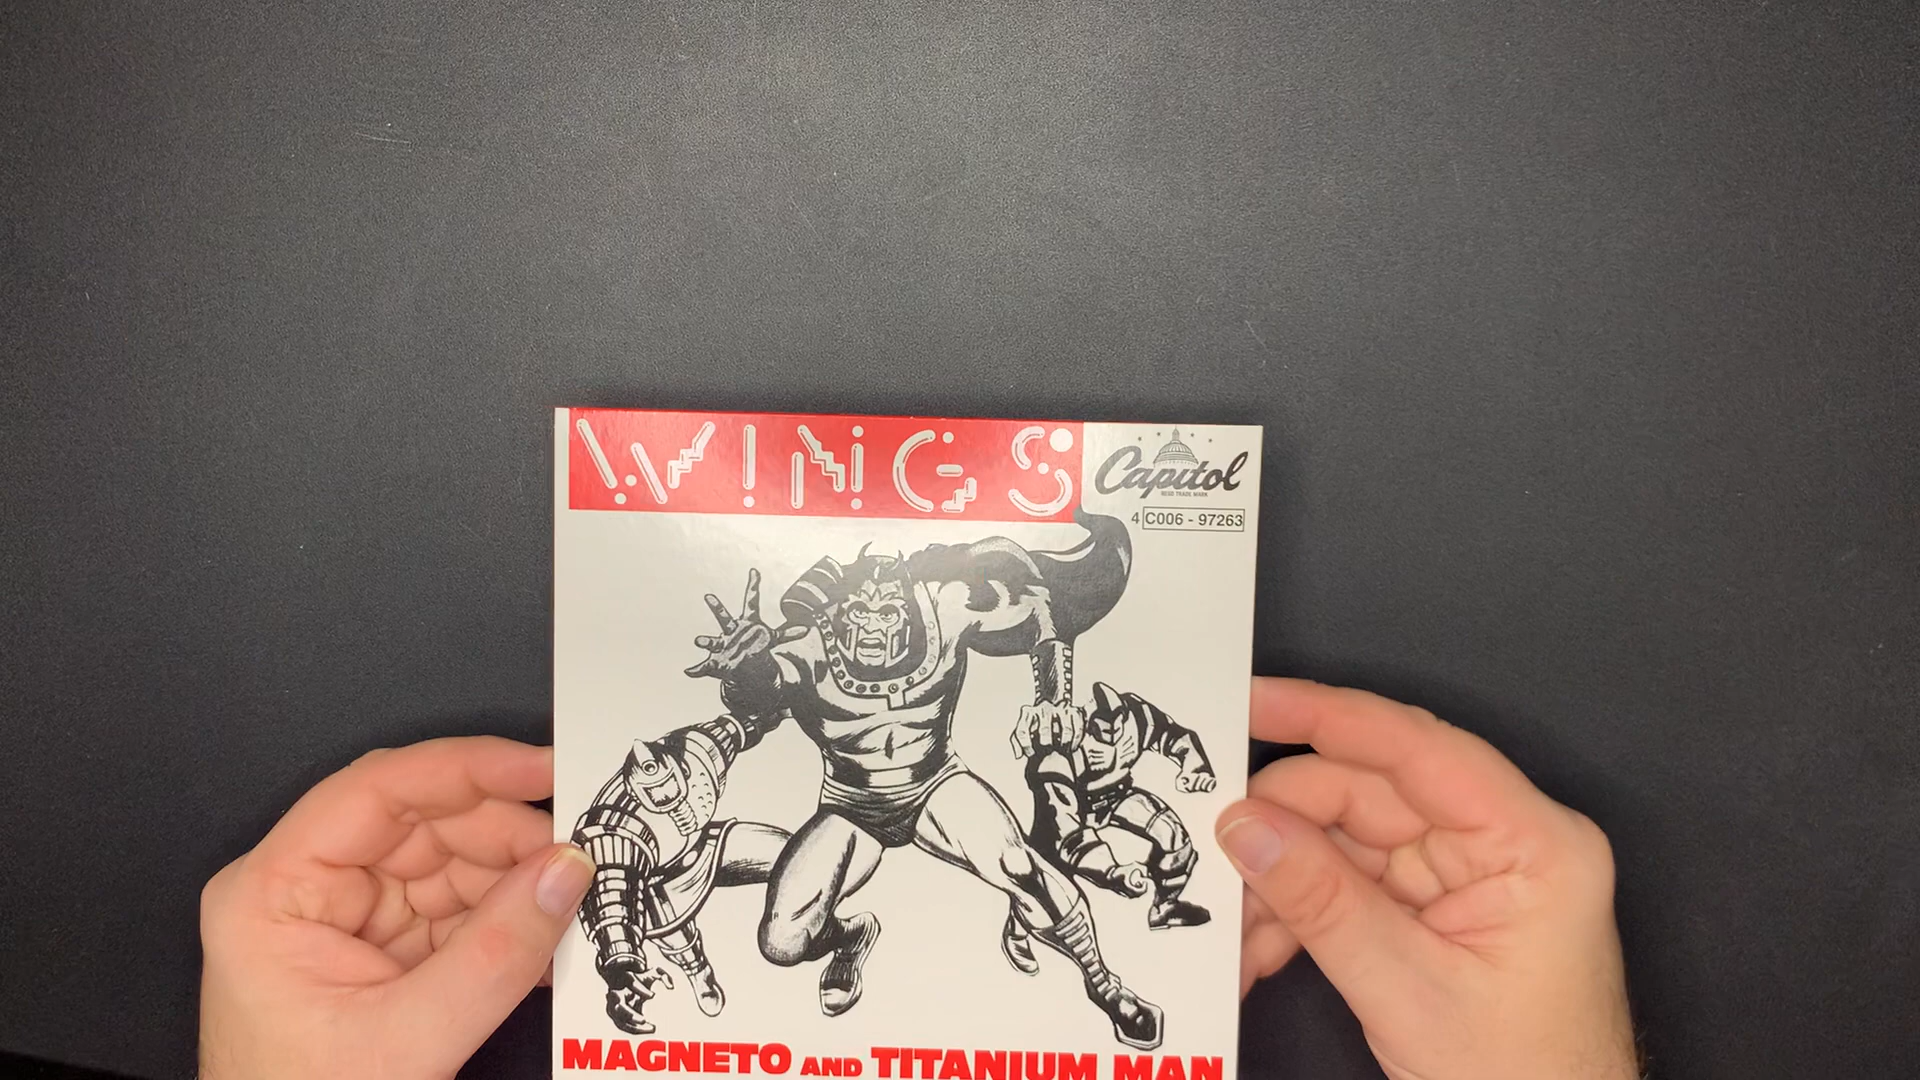 WINGS
Capitol
REGD TRADE MARK
4 C006 - 97263
MAGNETO AND TITANIUM MAN